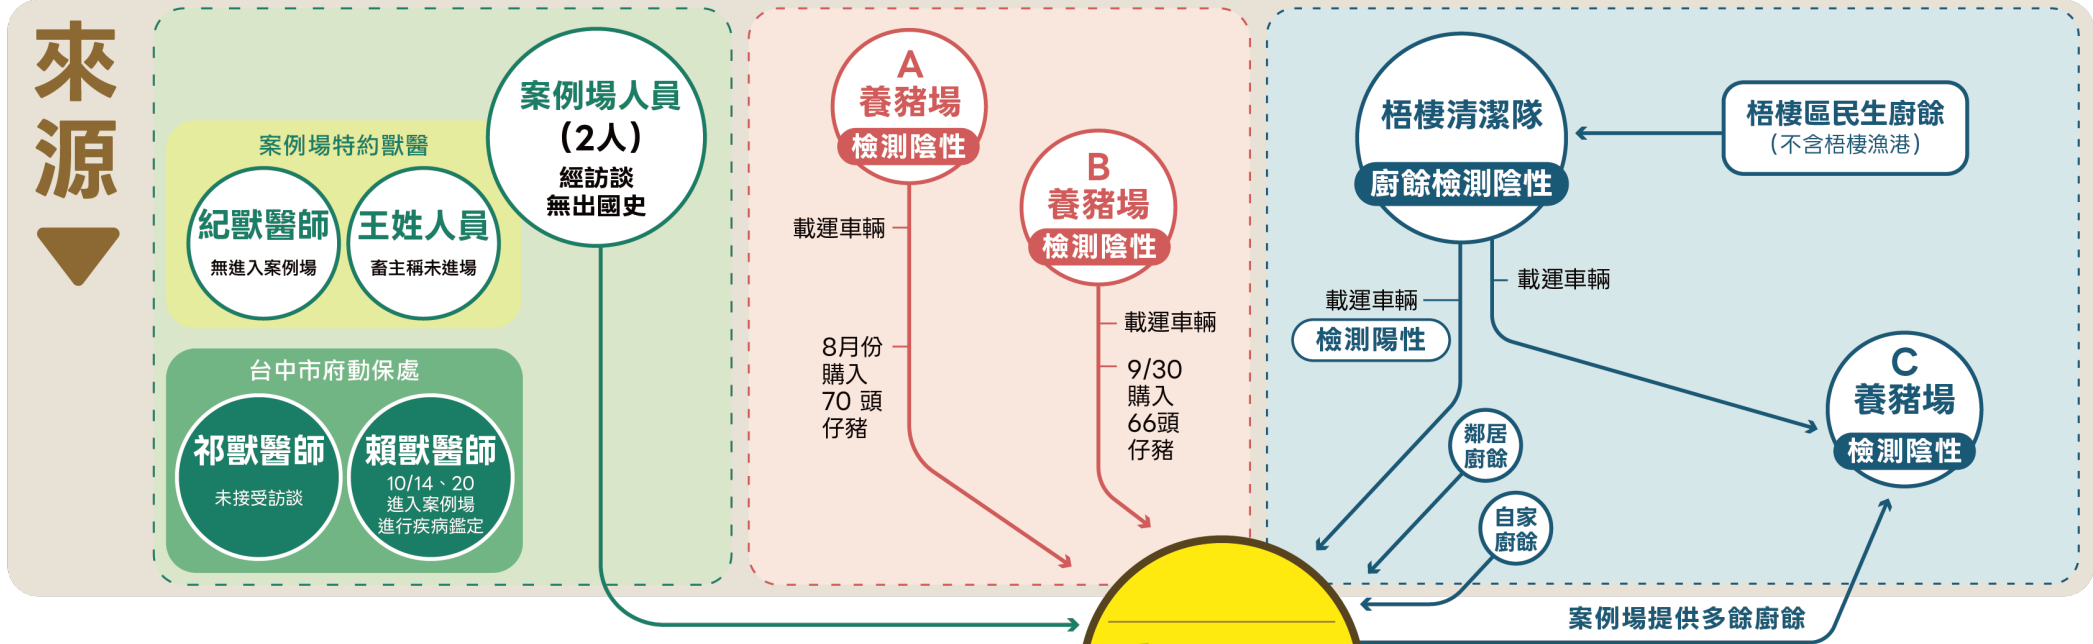 來
源
案例場特約獸醫
紀獸醫師
無進入案例場
王姓人員
畜主稱未進場
案例場人員
(2人)
經訪談
無出國史
台中市府動保處
祁獸醫師
未接受訪談
賴獸醫師
10/14、20
進入案例場
進行疾病鑑定
A
養豬場
檢測陰性
載運車輛
8月份
購入
70 頭
仔豬
B
養豬場
檢測陰性
載運車輛
9/30
購入
66頭
仔豬
梧棲清潔隊
廚餘檢測陰性
梧棲區民生廚餘
(不含梧棲漁港)
載運車輛
檢測陽性
載運車輛
鄰居
廚餘
自家
廚餘
C
養豬場
檢測陰性
案例場提供多餘廚餘